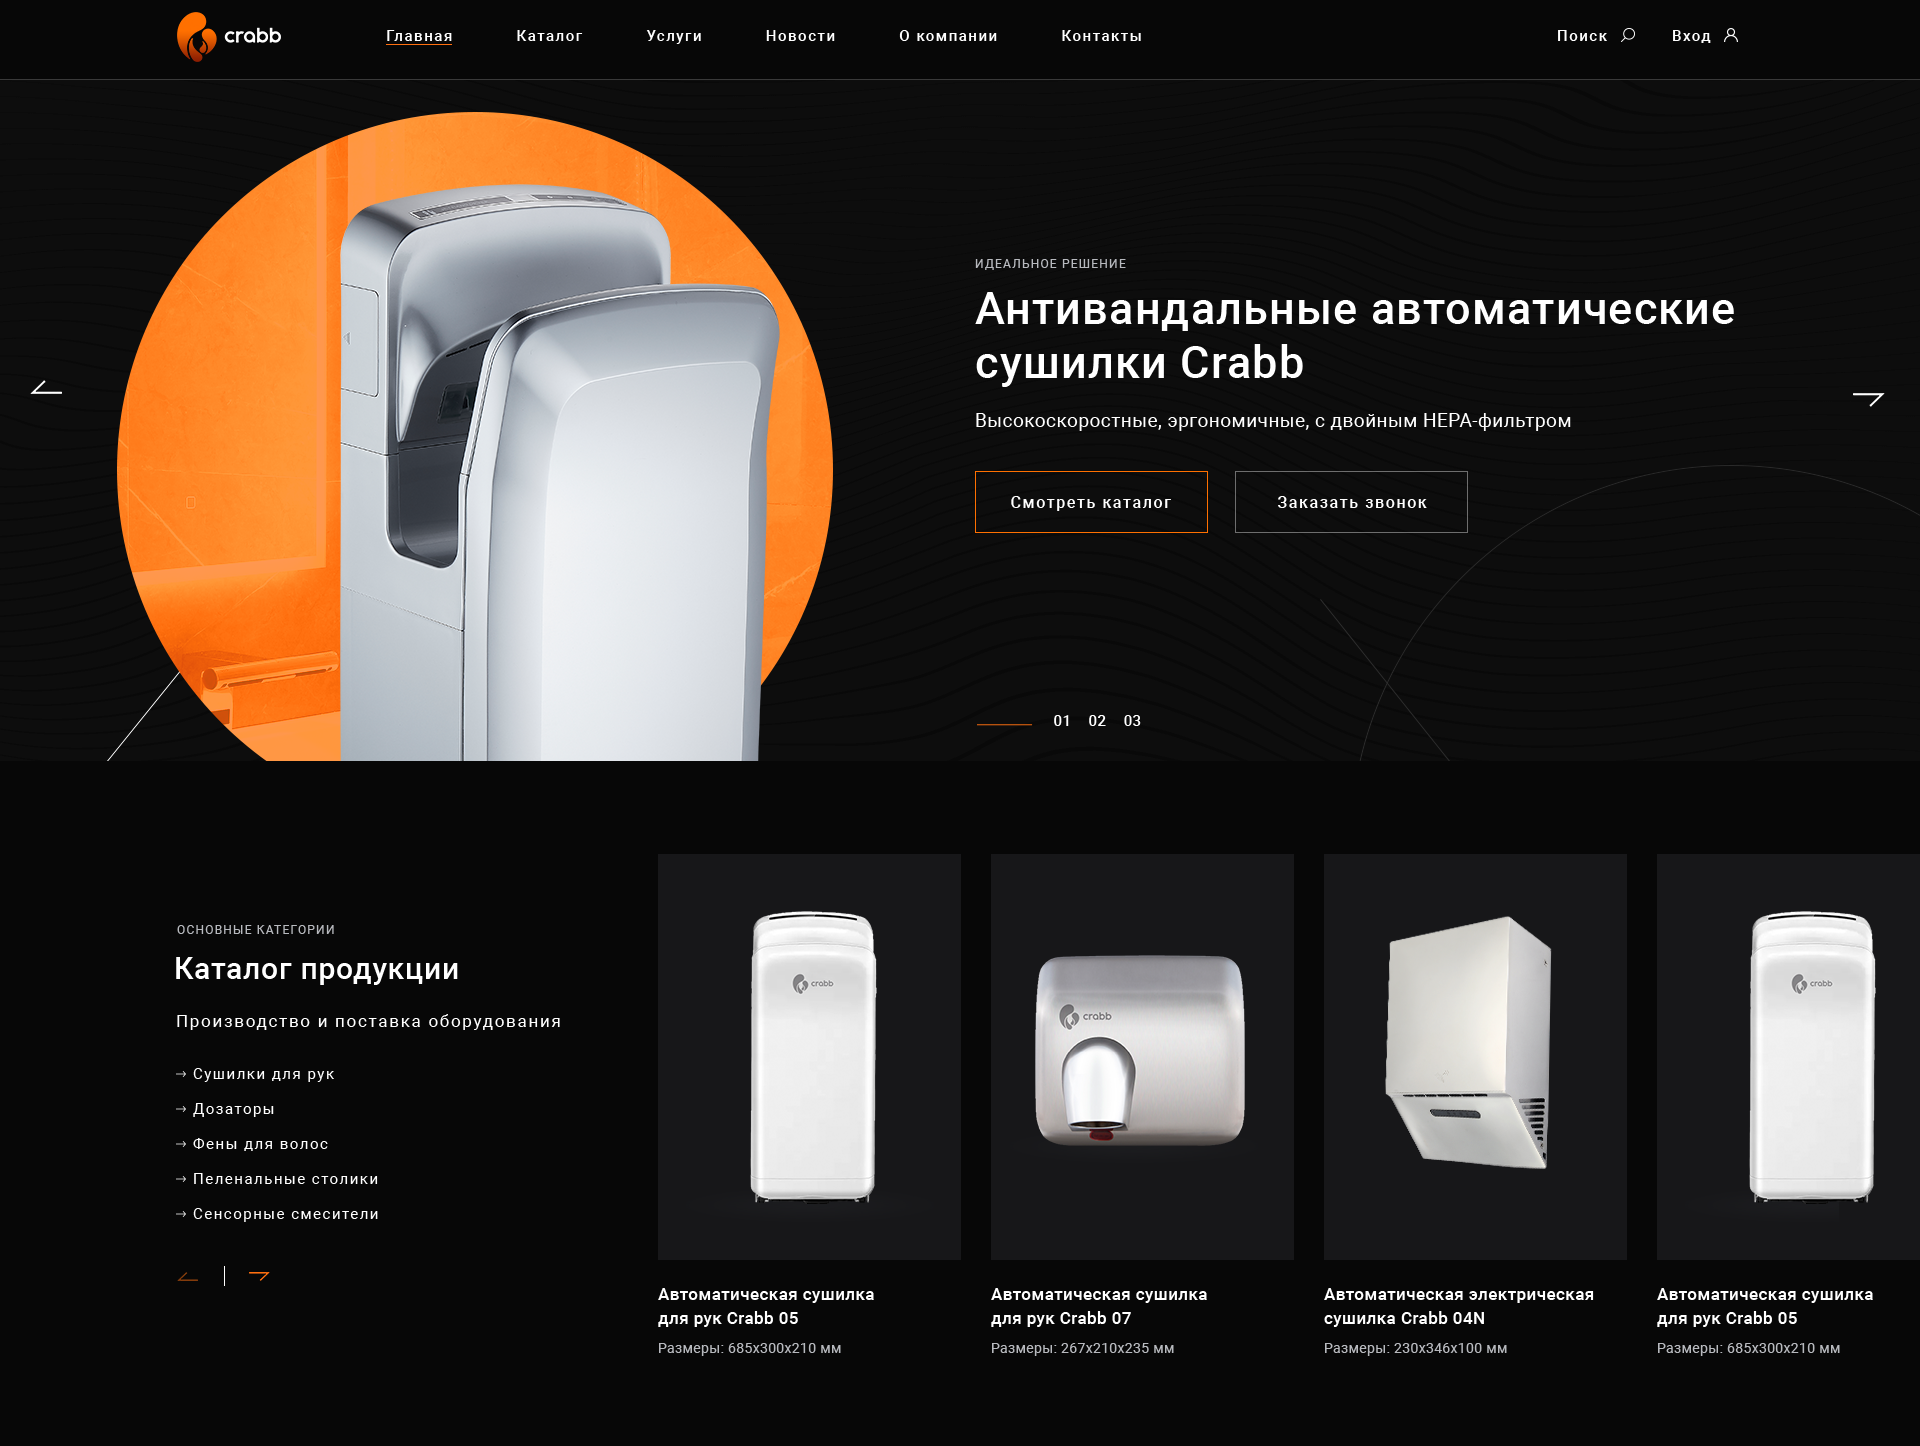 crabb
Главная
Каталог
Услуги
Новости
О компании
Контакты
Поиск
Вход
ИДЕАЛЬНОЕ РЕШЕНИЕ
Антивандальные автоматические
сушилки Crabb
Высокоскоростные, эргономичные, с двойным HEPA-фильтром
Смотреть каталог
Заказать звонок
01 02 03
ОСНОВНЫЕ КАТЕГОРИИ
Каталог продукции
Производство и поставка оборудования
Сушилки для рук
Дозаторы
Фены для волос
Пеленальные столики
Сенсорные смесители
crabb
Автоматическая сушилка
для рук Crabb 05
Размеры: 685x300x210 мм
crabb
Автоматическая сушилка
для рук Crabb 07
Размеры: 267x210x235 мм
Автоматическая электрическая
сушилка Crabb 04N
Размеры: 230x346x100 мм
crabb
Автоматическая сушилка
для рук Crabb 05
Размеры: 685x300x210 мм